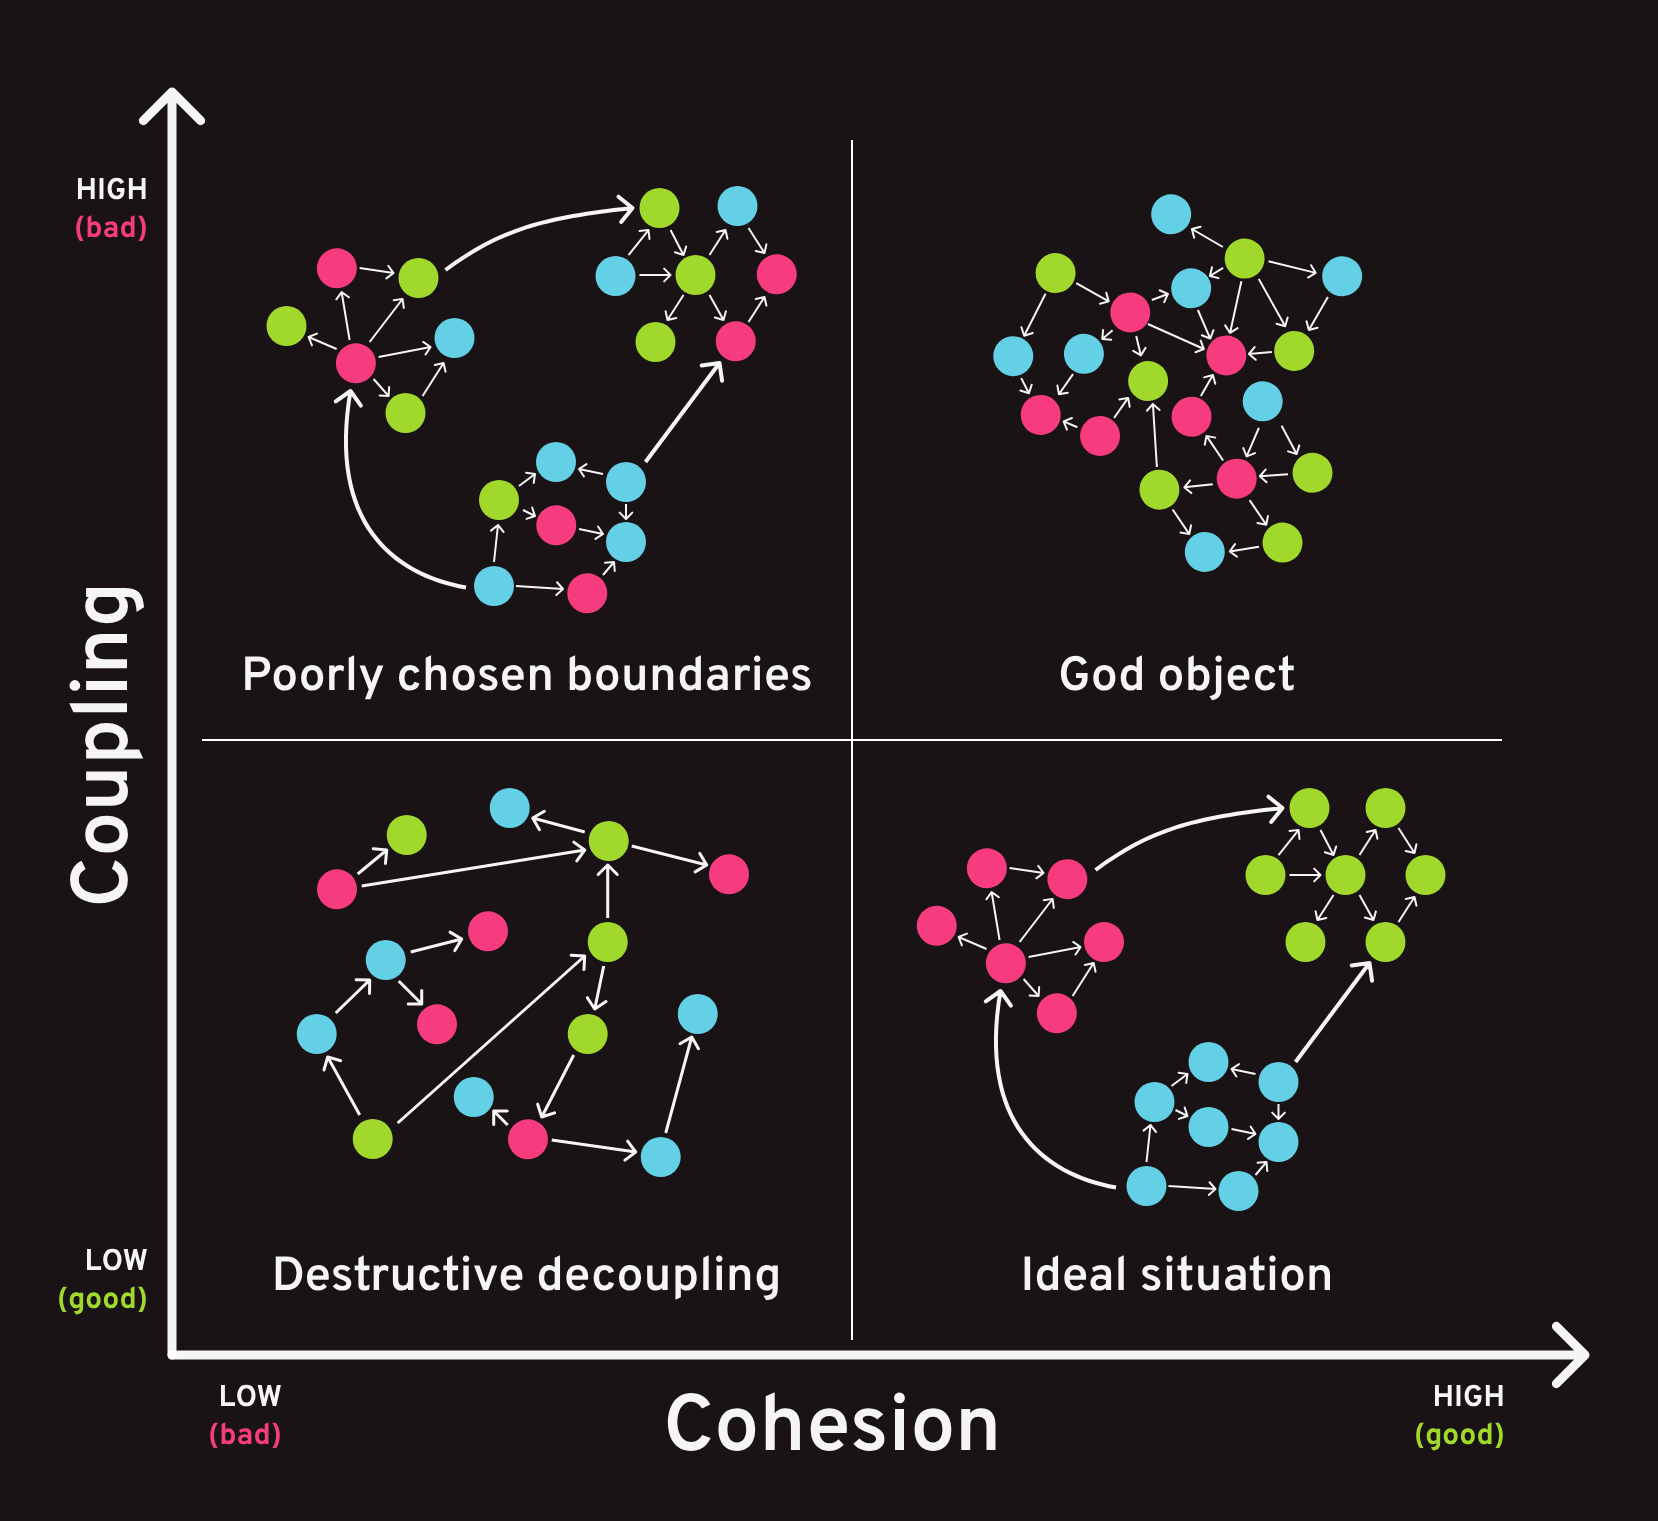 HIGH
(bad)
Poorly chosen boundaries
God object
Coupling
Destructive decoupling
Ideal situation
LOW
(good)
LOW
(bad)
Cohesion
HIGH
(good)